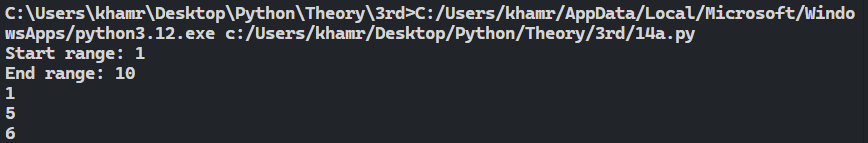 C:\Users\khamr\Desktop\Python\Theory\3rd>C:/Users/khamr/AppData/Local/Microsoft/Windo
wsApps/python3.12.exe c:/Users/khamr/Desktop/Python/Theory/3rd/14a.py
Start range: 1
End range: 10
1
5
6